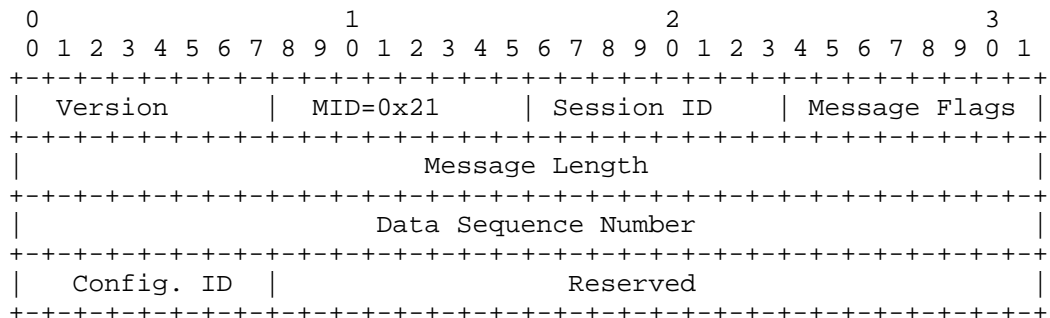 0                   1                   2                   3
 0 1 2 3 4 5 6 7 8 9 0 1 2 3 4 5 6 7 8 9 0 1 2 3 4 5 6 7 8 9 0 1
+-+-+-+-+-+-+-+-+-+-+-+-+-+-+-+-+-+-+-+-+-+-+-+-+-+-+-+-+-+-+-+-+
|  Version      |  MID=0x21     | Session ID    | Message Flags |
+-+-+-+-+-+-+-+-+-+-+-+-+-+-+-+-+-+-+-+-+-+-+-+-+-+-+-+-+-+-+-+-+
|                         Message Length                        |
+-+-+-+-+-+-+-+-+-+-+-+-+-+-+-+-+-+-+-+-+-+-+-+-+-+-+-+-+-+-+-+-+
|                      Data Sequence Number                     |
+-+-+-+-+-+-+-+-+-+-+-+-+-+-+-+-+-+-+-+-+-+-+-+-+-+-+-+-+-+-+-+-+
|   Config. ID  |                  Reserved                     |
+-+-+-+-+-+-+-+-+-+-+-+-+-+-+-+-+-+-+-+-+-+-+-+-+-+-+-+-+-+-+-+-+